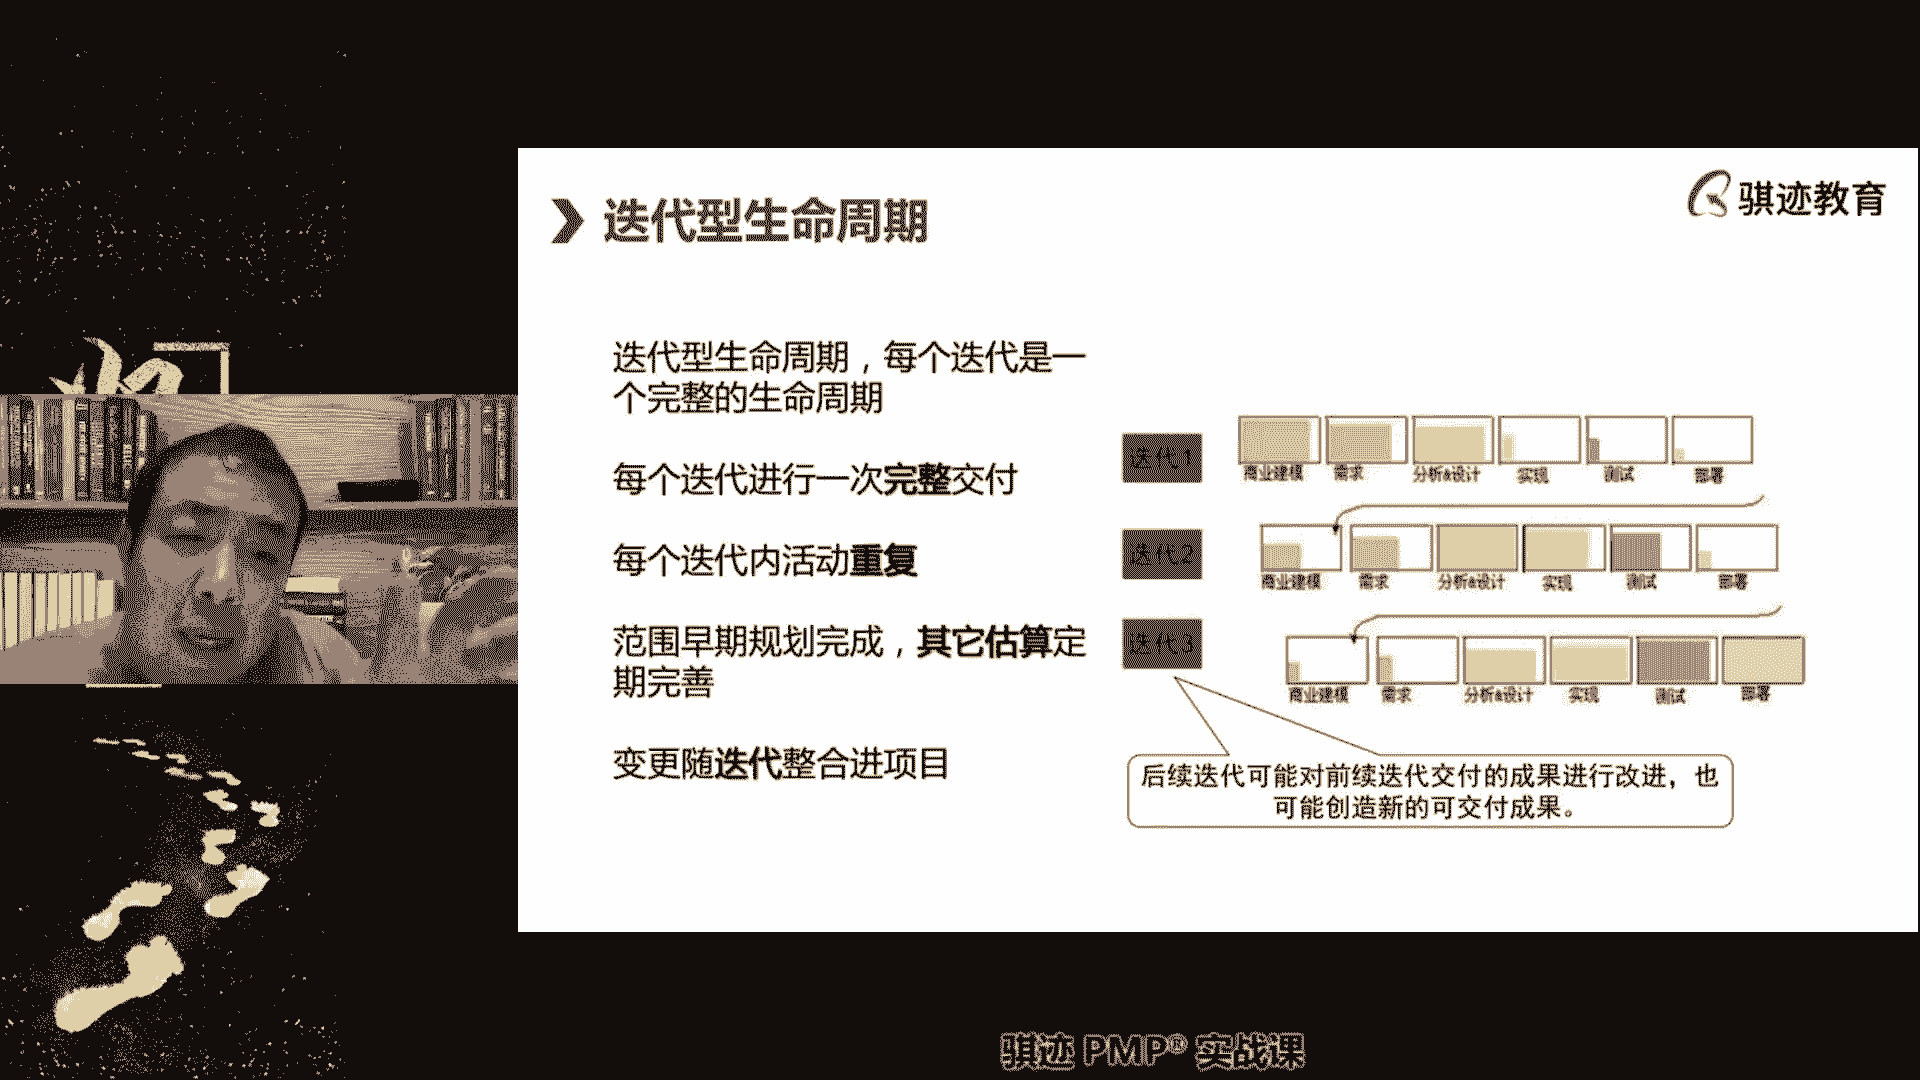 骐迹教育
迭代型生命周期
迭代型生命周期，每个迭代是一
个完整的生命周期
每个迭代进行一次完整交付
每个迭代内活动重复
范围早期规划完成，其它估算定
期完善
变更随迭代整合进项目
迭代1
商业建模 需求 分析&设计 实现 测试 部署
迭代2
商业建模 需求 分析&设计 实现 测试 部署
迭代3
商业建模 需求 分析&设计 实现 测试 部署
后续迭代可能对前续迭代交付的成果进行改进，也
可能创造新的可交付成果。
骐迹 PMP® 实战课